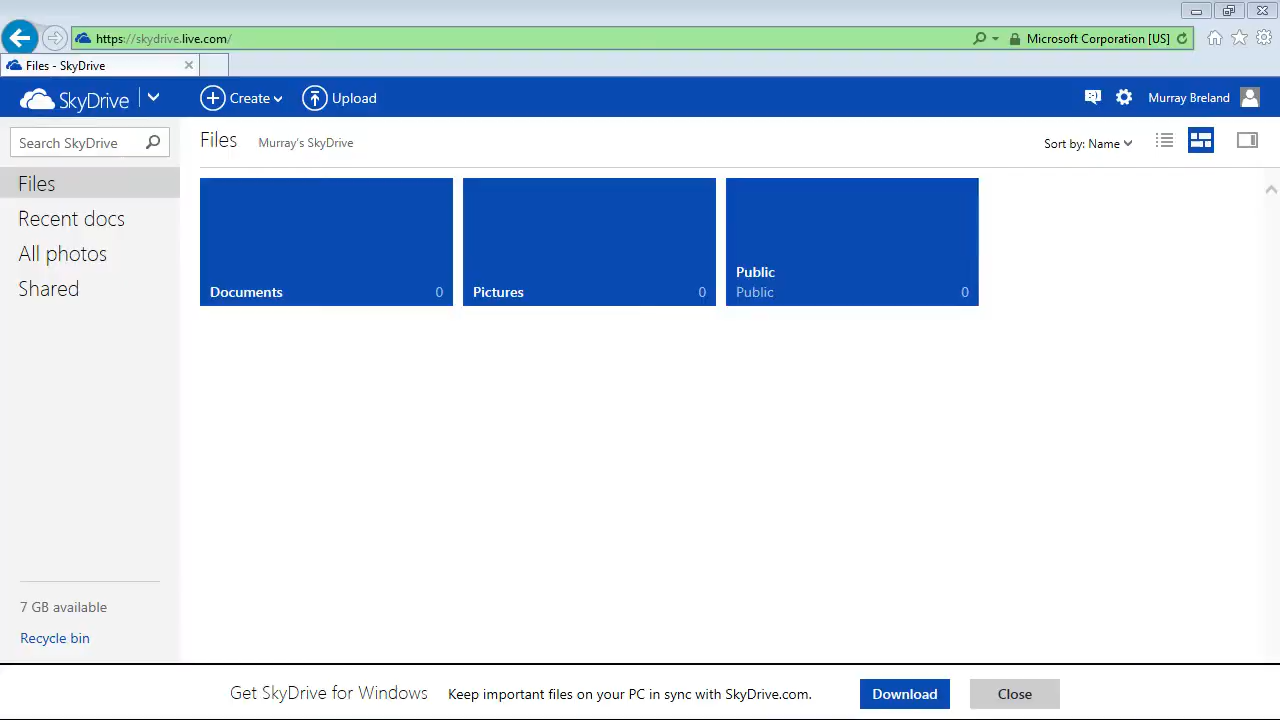 https://skydrive.live.com/
Microsoft Corporation [US]
Files - SkyDrive
SkyDrive
Create
Upload
Murray Breland
Search SkyDrive
Files
Murray's SkyDrive
Sort by: Name
Files
Recent docs
All photos
Shared
Documents 0
Pictures 0
Public
Public 0
7 GB available
Recycle bin
Get SkyDrive for Windows Keep important files on your PC in sync with SkyDrive.com. Download Close